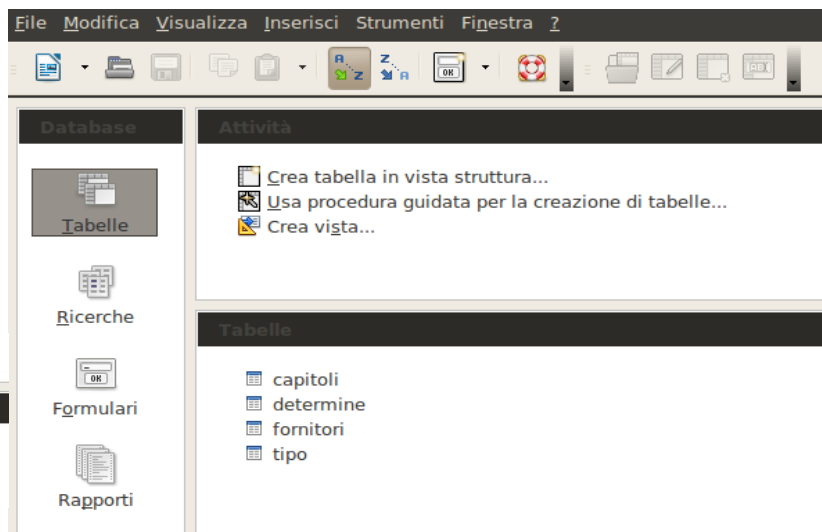 File Modifica Visualizza Inserisci Strumenti Finestra ?
Database
Tabelle
Ricerche
Formulari
Rapporti
Attività
Crea tabella in vista struttura...
Usa procedura guidata per la creazione di tabelle...
Crea vista...
Tabelle
capitoli
determine
fornitori
tipo